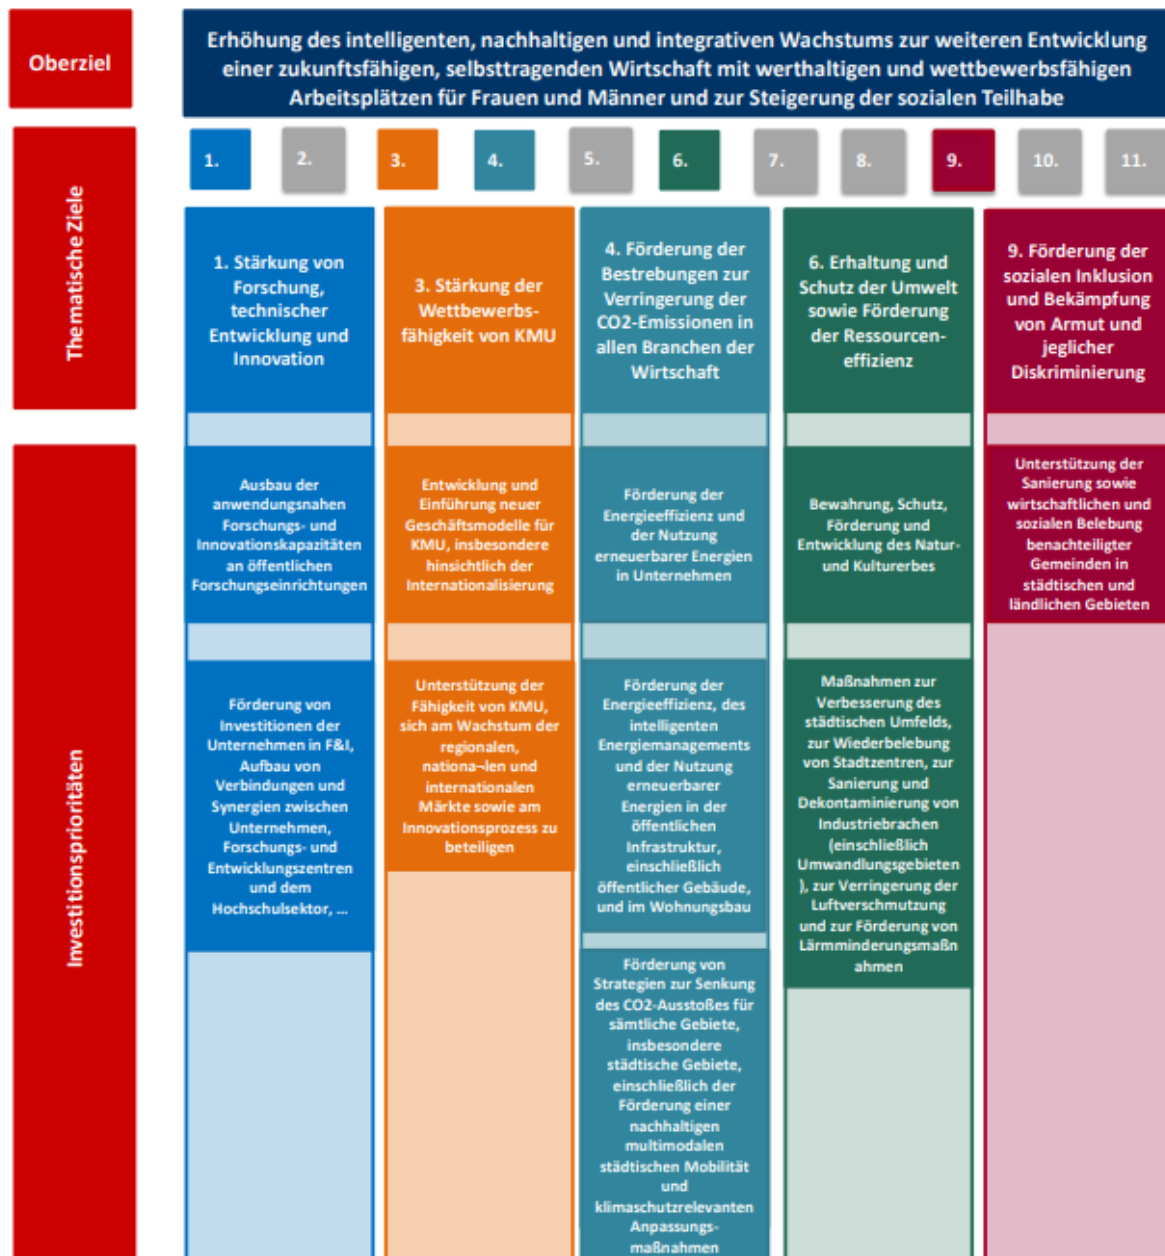 Oberziel
Erhöhung des intelligenten, nachhaltigen und integrativen Wachstums zur weiteren Entwicklung
einer zukunftsfähigen, selbsttragenden Wirtschaft mit werthaltigen und wettbewerbsfähigen
Arbeitsplätzen für Frauen und Männer und zur Steigerung der sozialen Teilhabe
Thematische Ziele
1.
2.
3.
4.
5.
6.
7.
8.
9.
10.
11.
1. Stärkung von
Forschung,
technischer
Entwicklung und
Innovation
3. Stärkung der
Wettbewerbs-
fähigkeit von KMU
4. Förderung der
Bestrebungen zur
Verringerung der
CO2-Emissionen in
allen Branchen der
Wirtschaft
6. Erhaltung und
Schutz der Umwelt
sowie Förderung
der Ressourcen-
effizienz
9. Förderung der
sozialen Inklusion
und Bekämpfung
von Armut und
jeglicher
Diskriminierung
Investitionsprioritäten
Ausbau der
anwendungsnahen
Forschungs- und
Innovationskapazitäten
an öffentlichen
Forschungseinrichtungen
Entwicklung und
Einführung neuer
Geschäftsmodelle für
KMU, insbesondere
hinsichtlich der
Internationalisierung
Förderung der
Energieeffizienz und
der Nutzung
erneuerbarer Energien
in Unternehmen
Bewahrung, Schutz,
Förderung und
Entwicklung des Natur-
und Kulturerbes
Unterstützung der
Sanierung sowie
wirtschaftlichen und
sozialen Belebung
benachteiligter
Gemeinden in
städtischen und
ländlichen Gebieten
Förderung von
Investitionen der
Unternehmen in F&I,
Aufbau von
Verbindungen und
Synergien zwischen
Unternehmen,
Forschungs- und
Entwicklungszentren
und dem
Hochschulsektor, ...
Unterstützung der
Fähigkeit von KMU,
sich am Wachstum der
regionalen,
nationa¬len und
internationalen
Märkte sowie am
Innovationsprozess zu
beteiligen
Förderung der
Energieeffizienz, des
intelligenten
Energiemanagements
und der Nutzung
erneuerbarer
Energien in der
öffentlichen
Infrastruktur,
einschließlich
öffentlicher Gebäude,
und im Wohnungsbau
Maßnahmen zur
Verbesserung des
städtischen Umfelds,
zur Wiederbelebung
von Stadtzentren, zur
Sanierung und
Dekontaminierung von
Industriebrachen
(einschließlich
Umwandlungsgebieten
), zur Verringerung der
Luftverschmutzung
und zur Förderung von
Lärmminderungsmaßn
ahmen
Förderung von
Strategien zur Senkung
des CO2-Ausstoßes für
sämtliche Gebiete,
insbesondere
städtische Gebiete,
einschließlich der
Förderung einer
nachhaltigen
multimodalen
städtischen Mobilität
und
klimaschutzrelevanten
Anpassungs-
maßnahmen